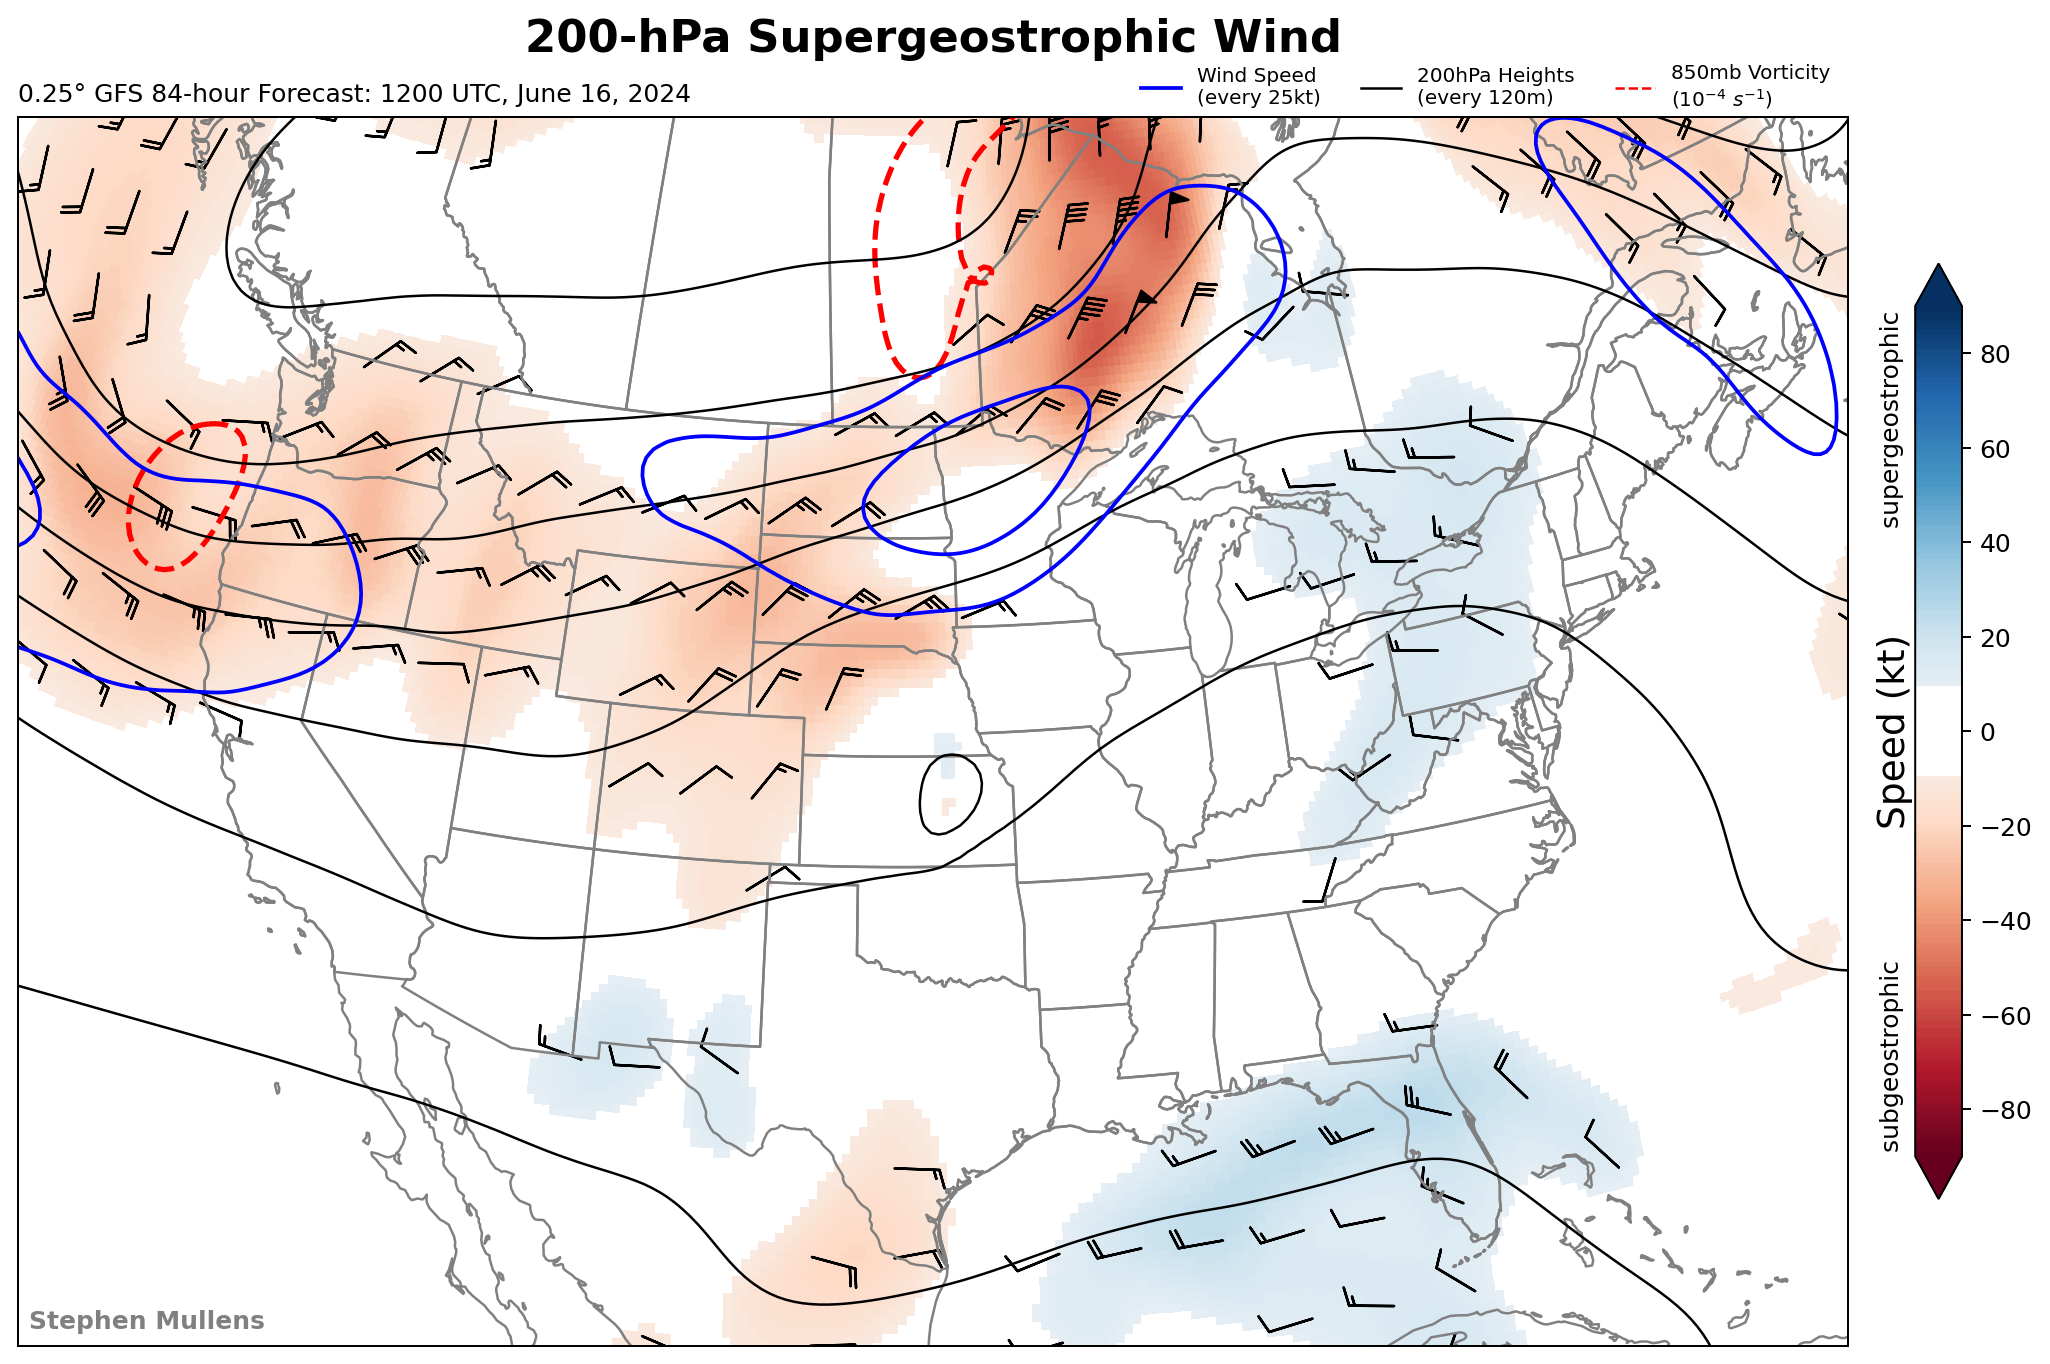 200-hPa Supergeostrophic Wind
0.25° GFS 84-hour Forecast: 1200 UTC, June 16, 2024
Wind Speed
(every 25kt)
200hPa Heights
(every 120m)
850mb Vorticity
(10⁻⁴ s⁻¹)
supergeostrophic
Speed (kt)
subgeostrophic
80
60
40
20
0
−20
−40
−60
−80
Stephen Mullens